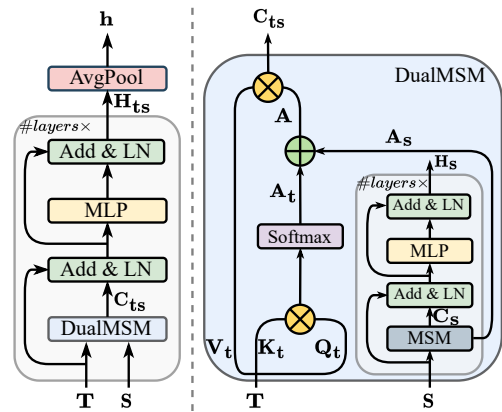 h
AvgPool
H_ts
#layers×
Add & LN
MLP
Add & LN
C_ts
DualMSM
T
S
C_ts
DualMSM
A
A_s
A_t
H_s
#layers×
Add & LN
Softmax
MLP
Add & LN
C_s
MSM
V_t
K_t
Q_t
T
S